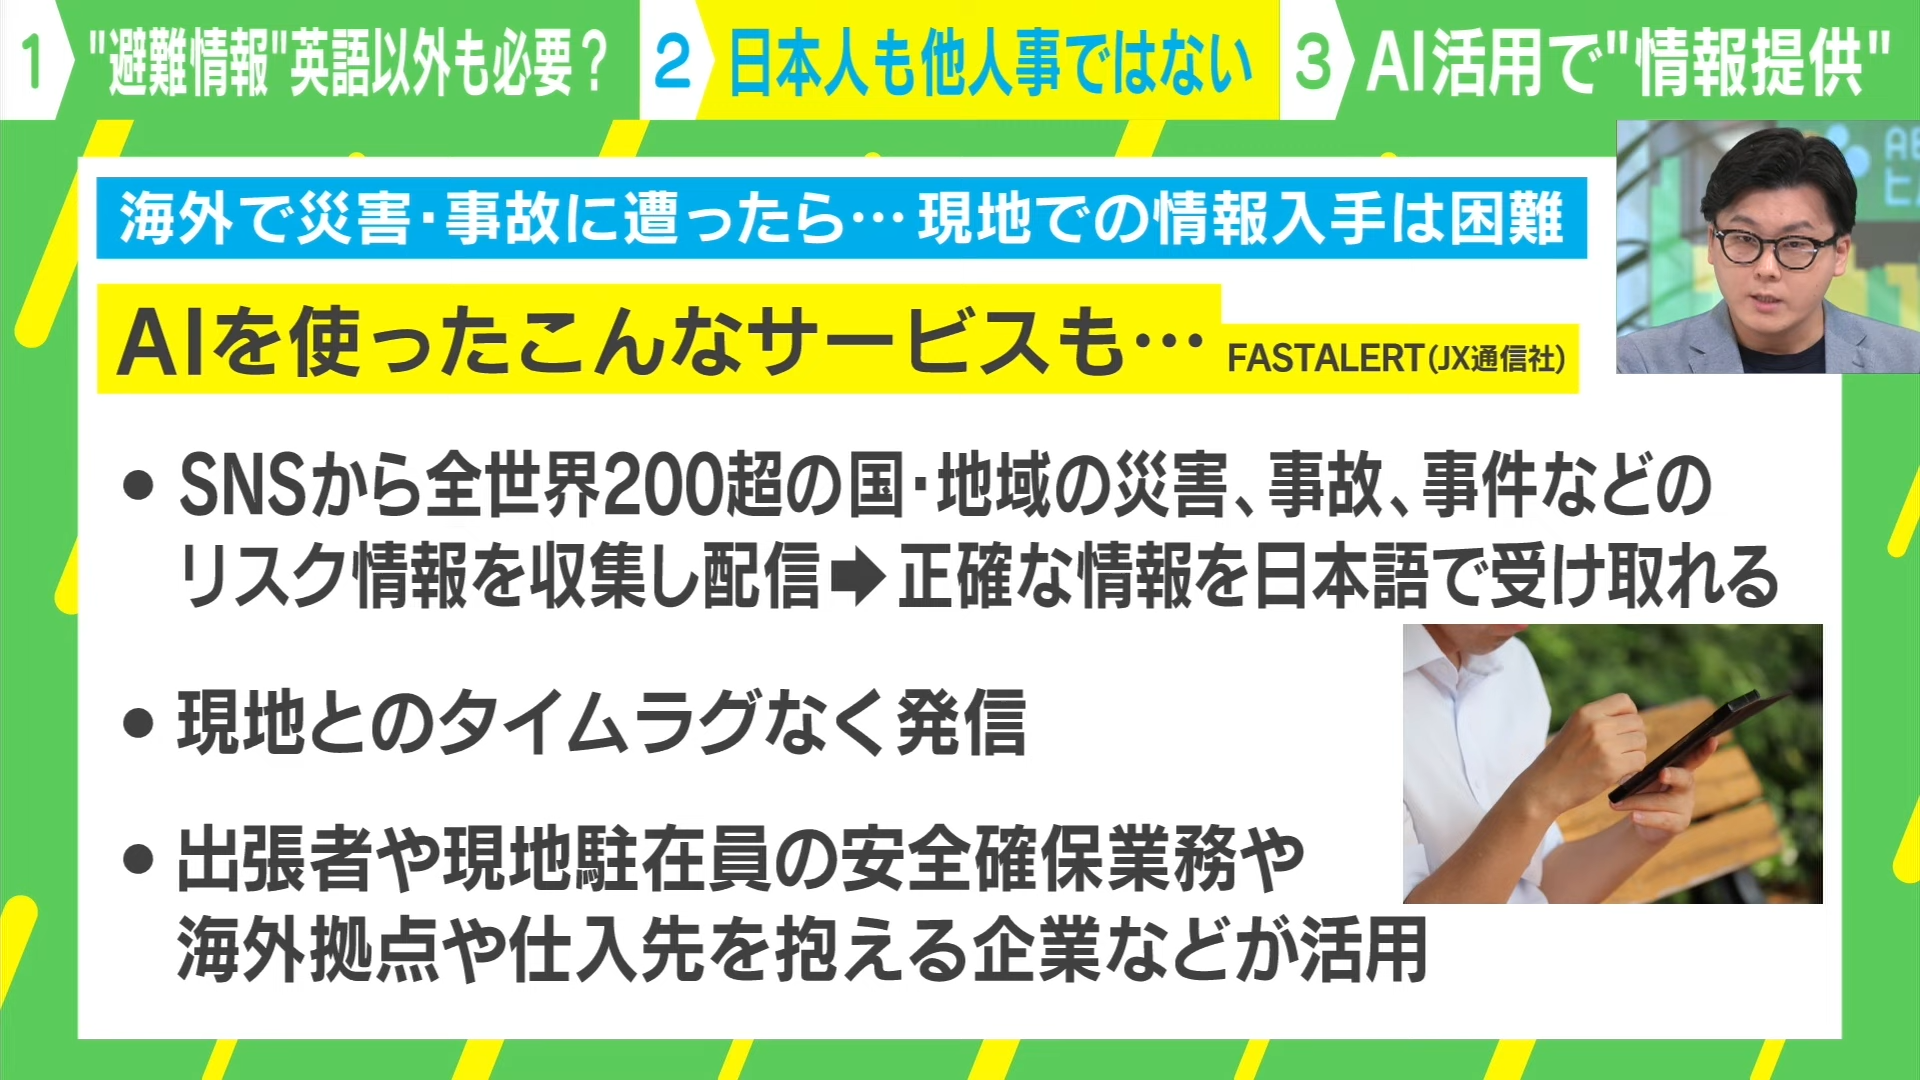 1 "避難情報"英語以外も必要？
2 日本人も他人事ではない
3 AI活用で"情報提供"
海外で災害・事故に遭ったら…現地での情報入手は困難
AIを使ったこんなサービスも… FASTALERT(JX通信社)
● SNSから全世界200超の国・地域の災害、事故、事件などの
リスク情報を収集し配信➡正確な情報を日本語で受け取れる
● 現地とのタイムラグなく発信
● 出張者や現地駐在員の安全確保業務や
海外拠点や仕入先を抱える企業などが活用